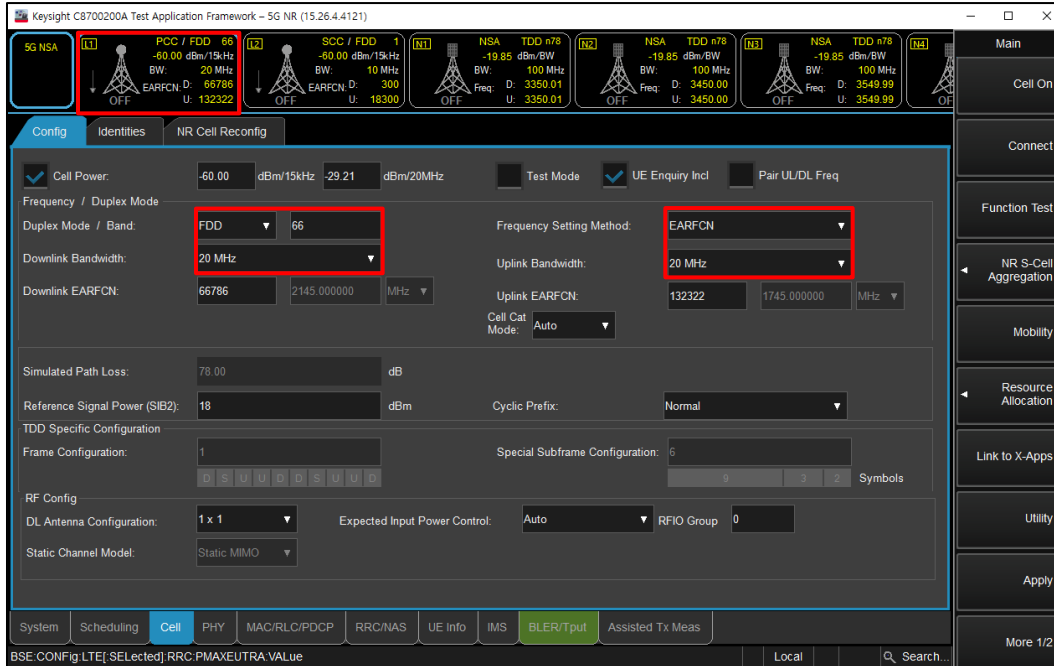 Keysight C8700200A Test Application Framework – 5G NR (15.26.4.4121)
5G NSA
L1 PCC / FDD 66
-60.00 dBm/15kHz
BW: 20 MHz
EARFCN: D: 66786
U: 132322
OFF
L2 SCC / FDD 1
-60.00 dBm/15kHz
BW: 10 MHz
EARFCN: D: 300
U: 18300
OFF
N1 NSA TDD n78
-19.85 dBm/BW
BW: 100 MHz
Freq: D: 3350.01
U: 3350.01
OFF
N2 NSA TDD n78
-19.85 dBm/BW
BW: 100 MHz
Freq: D: 3450.00
U: 3450.00
OFF
N3 NSA TDD n78
-19.85 dBm/BW
BW: 100 MHz
Freq: D: 3549.99
U: 3549.99
OFF
N4
OF
Main
Cell On
Connect
Function Test
NR S-Cell
Aggregation
Mobility
Resource
Allocation
Link to X-Apps
Utility
Apply
More 1/2
Config Identities NR Cell Reconfig
Cell Power: -60.00 dBm/15kHz -29.21 dBm/20MHz Test Mode UE Enquiry Incl Pair UL/DL Freq
Frequency / Duplex Mode
Duplex Mode / Band: FDD 66 Frequency Setting Method: EARFCN
Downlink Bandwidth: 20 MHz Uplink Bandwidth: 20 MHz
Downlink EARFCN: 66786 2145.000000 MHz Uplink EARFCN: 132322 1745.000000 MHz
Cell Cat
Mode: Auto
Simulated Path Loss: 78.00 dB
Reference Signal Power (SIB2): 18 dBm Cyclic Prefix: Normal
TDD Specific Configuration
Frame Configuration: 1 Special Subframe Configuration: 6
D S U U D D S U U D 9 3 2 Symbols
RF Config
DL Antenna Configuration: 1 x 1 Expected Input Power Control: Auto RFIO Group 0
Static Channel Model: Static MIMO
System Scheduling Cell PHY MAC/RLC/PDCP RRC/NAS UE Info IMS BLER/Tput Assisted Tx Meas
BSE:CONFig:LTE[:SELected]:RRC:PMAXEUTRA:VALue Local Search...